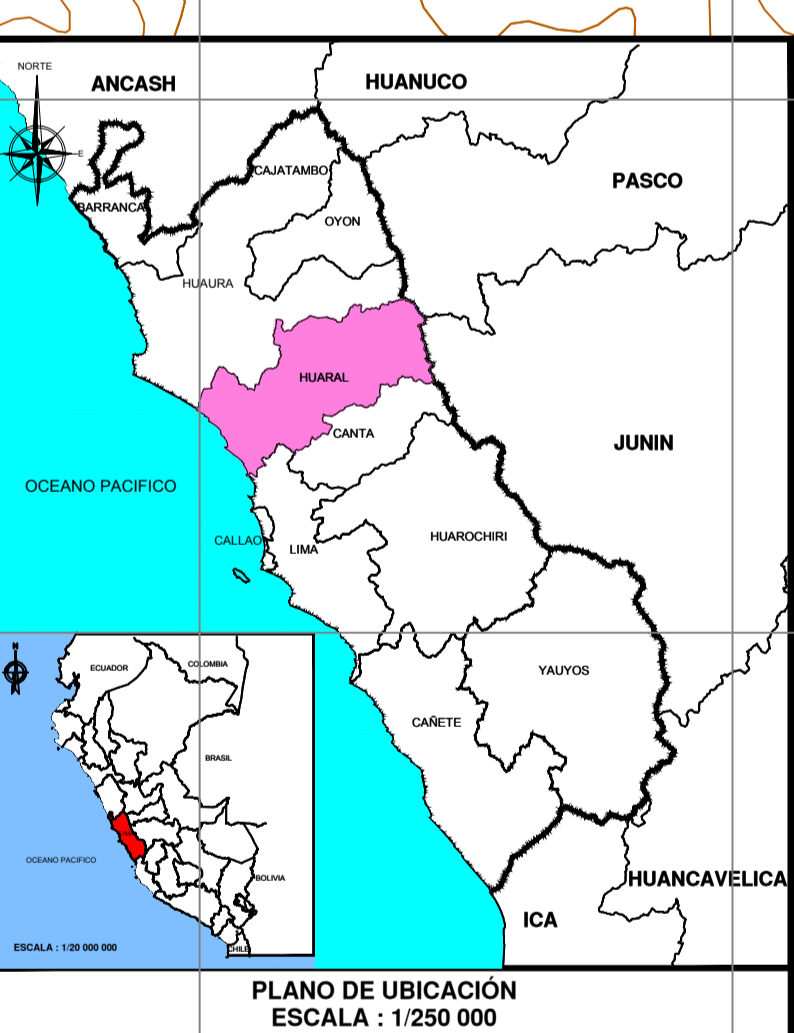 NORTE
E
ANCASH
HUANUCO
PASCO
CAJATAMBO
BARRANCA
OYON
HUAURA
HUARAL
CANTA
JUNIN
OCEANO PACIFICO
CALLAO
LIMA
HUAROCHIRI
YAUYOS
CAÑETE
HUANCAVELICA
ICA
N
ECUADOR
COLOMBIA
BRASIL
OCEANO PACIFICO
BOLIVIA
CHILE
ESCALA : 1/20 000 000
PLANO DE UBICACIÓN
ESCALA : 1/250 000